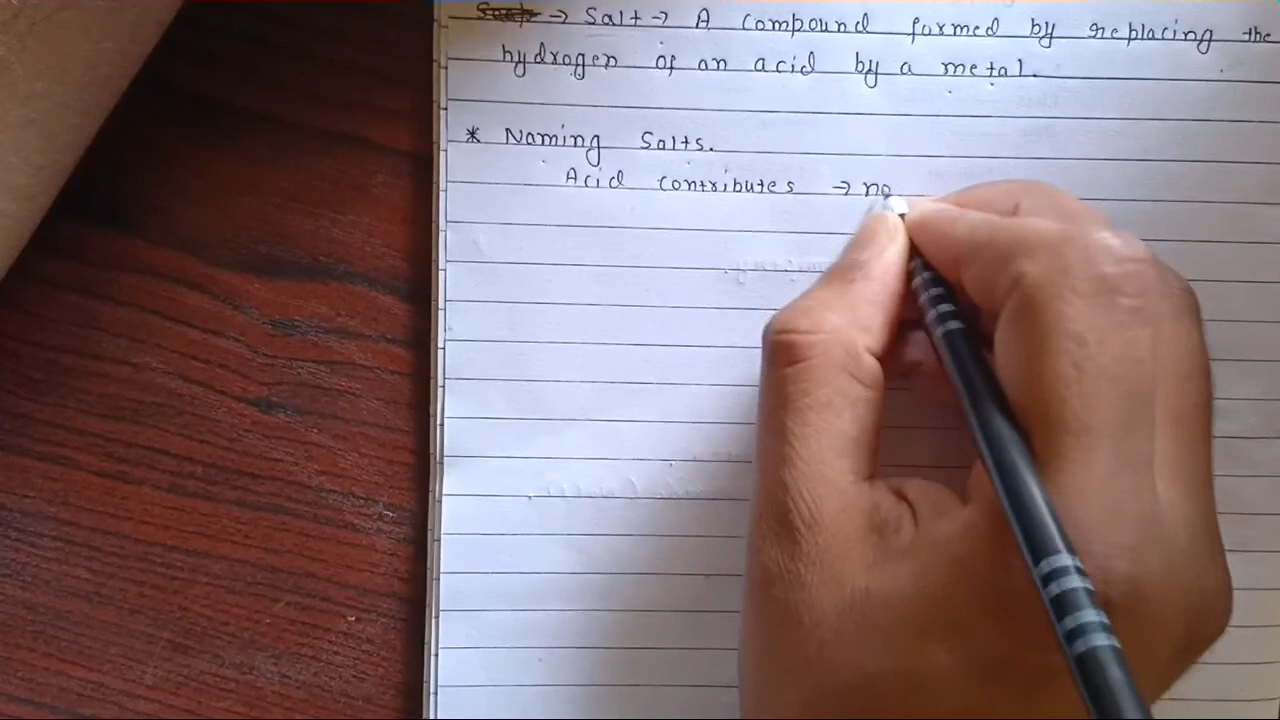 → Salt → A compound formed by replacing the
hydrogen of an acid by a metal.
* Naming Salts.
Acid contributes → no